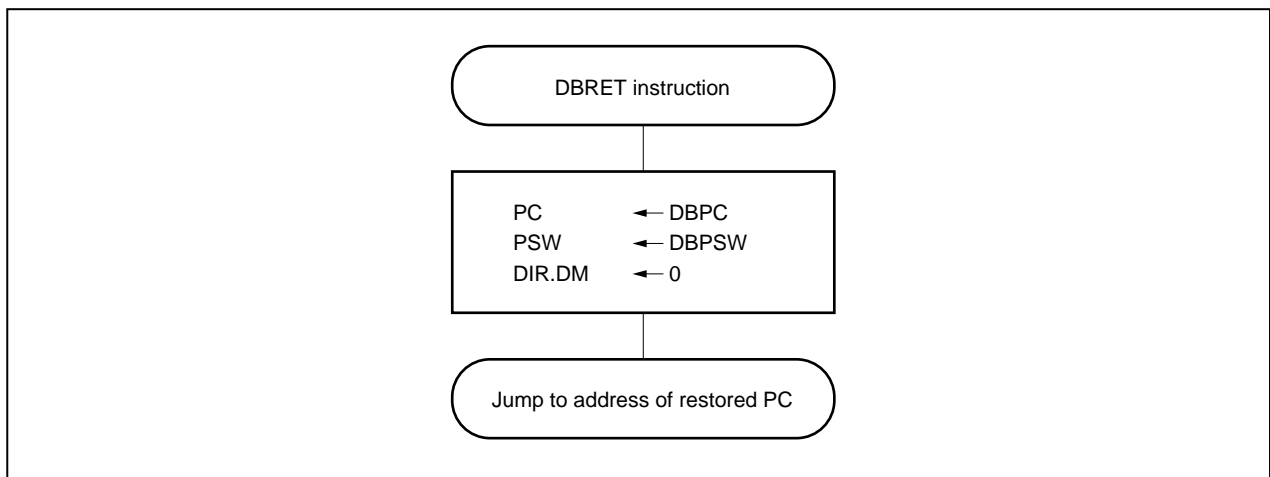 DBRET instruction
PC ← DBPC
PSW ← DBPSW
DIR.DM ← 0
Jump to address of restored PC